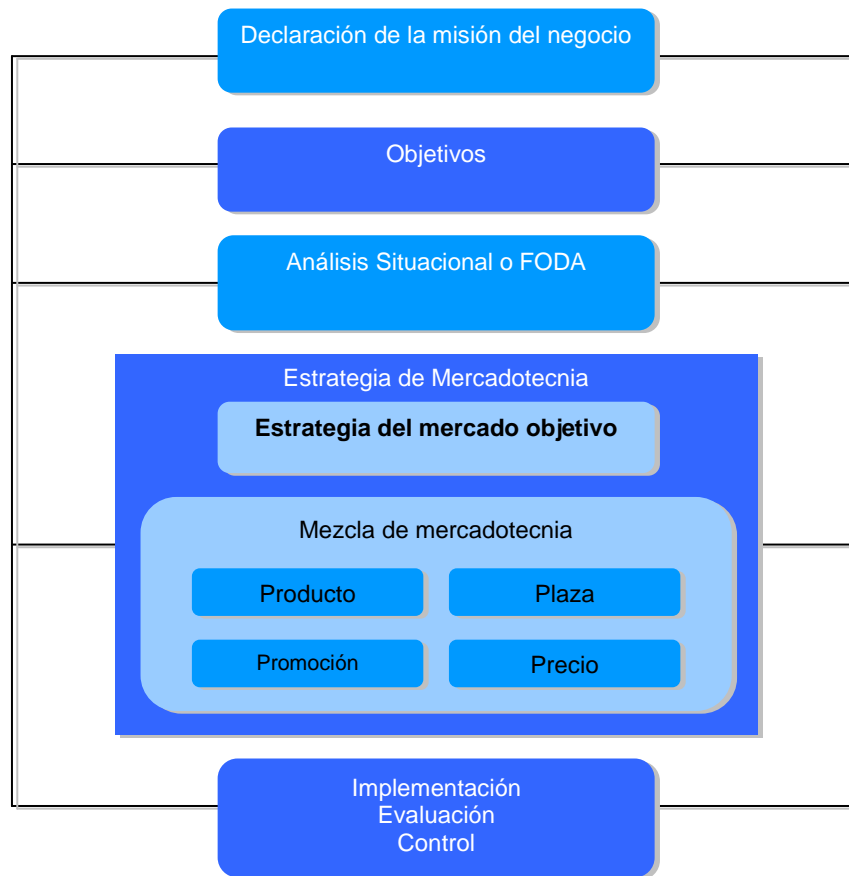 Declaración de la misión del negocio
Objetivos
Análisis Situacional o FODA
Estrategia de Mercadotecnia
Estrategia del mercado objetivo
Mezcla de mercadotecnia
Producto
Plaza
Promoción
Precio
Implementación
Evaluación
Control